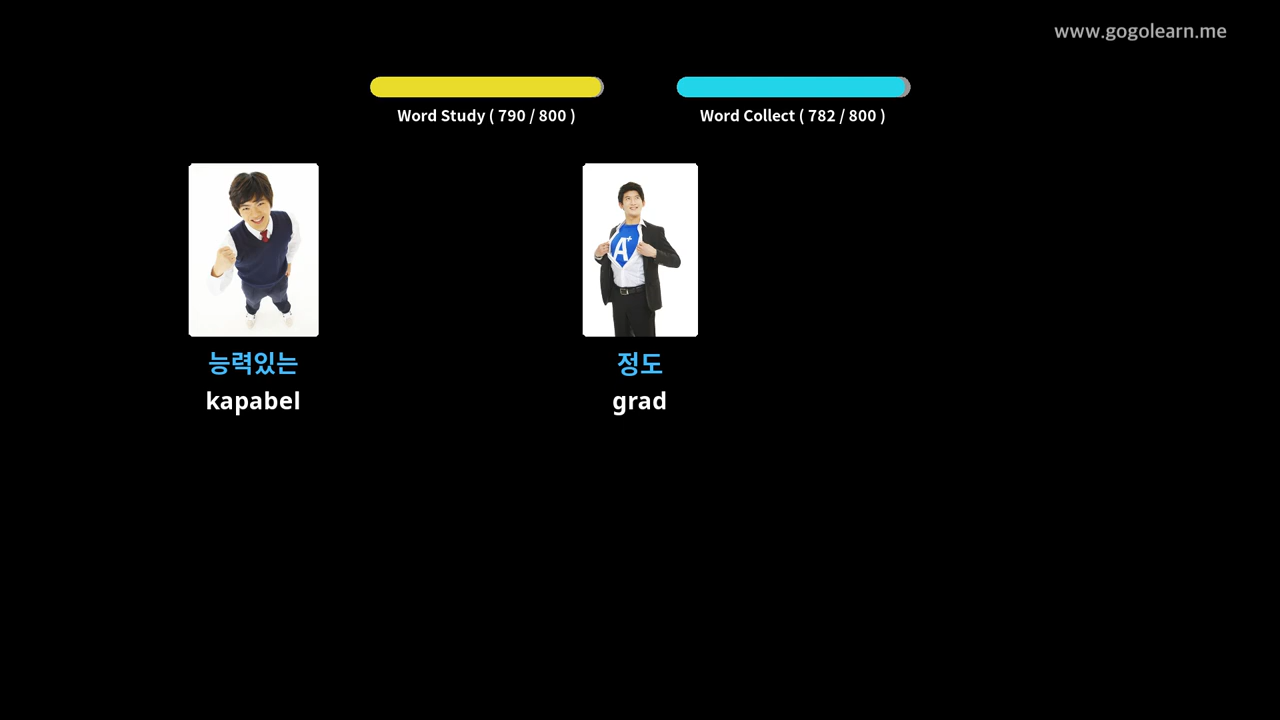 www.gogolearn.me
Word Study ( 790 / 800 )
Word Collect ( 782 / 800 )
A+
능력있는
정도
kapabel
grad